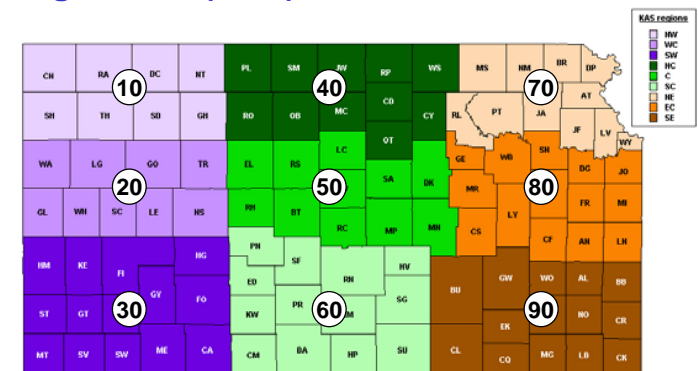 KAS regions
NW
WC
SW
NC
C
SC
NE
EC
SE
CN RA DC NT PL SM JW RP WS MS NM BR DP
10 40 70
SH TH SD GH RO OB MC CD CY RL PT JA AT
OT JF LV WY
WA LG GO TR EL RS LC SA DK GE WB SH DG JO
20 50 80
GL WH SC LE NS RH BT RC MP MN MR LY FR MI
CS CF AN LN
HM KE FI HG PN SF RN HV BU GW WO AL BB
30 60 90
ST GT GY FO ED PR KW SG EK NO CR
MT SV SW ME CA CM BA HP SU CL CQ MG LB CK